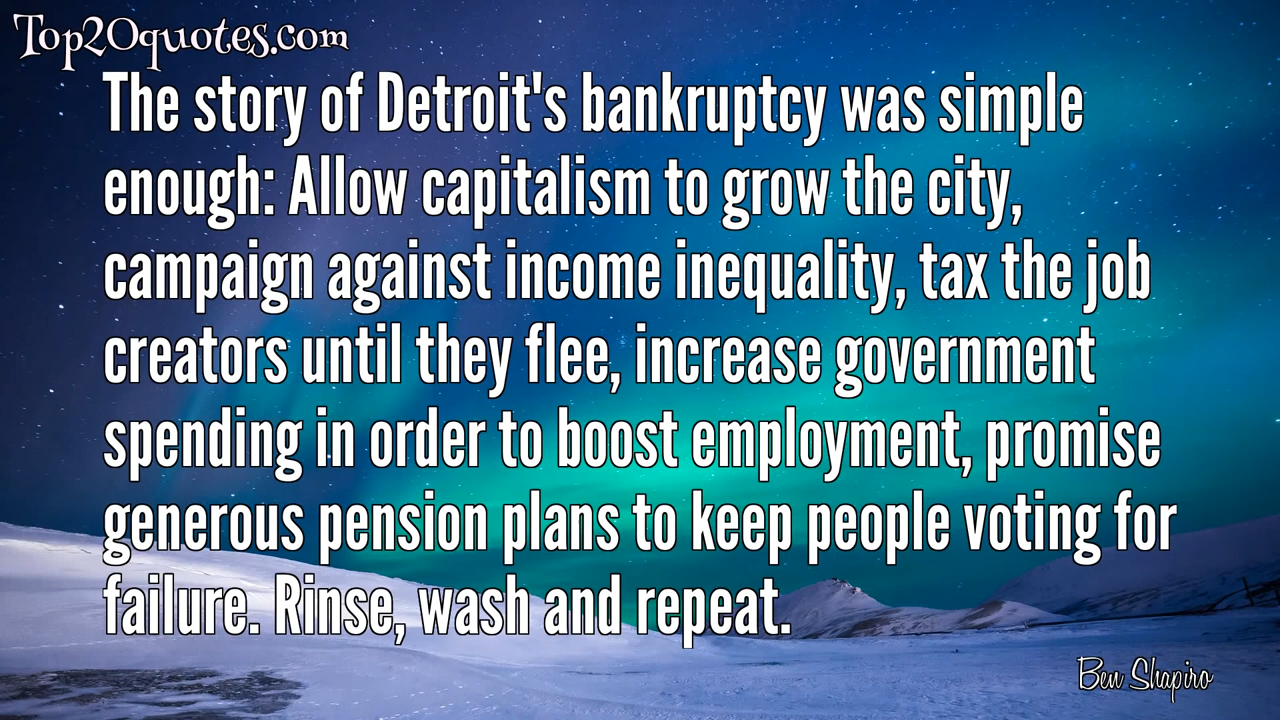 Top20quotes.com
The story of Detroit's bankruptcy was simple
enough: Allow capitalism to grow the city,
campaign against income inequality, tax the job
creators until they flee, increase government
spending in order to boost employment, promise
generous pension plans to keep people voting for
failure. Rinse, wash and repeat.
Ben Shapiro